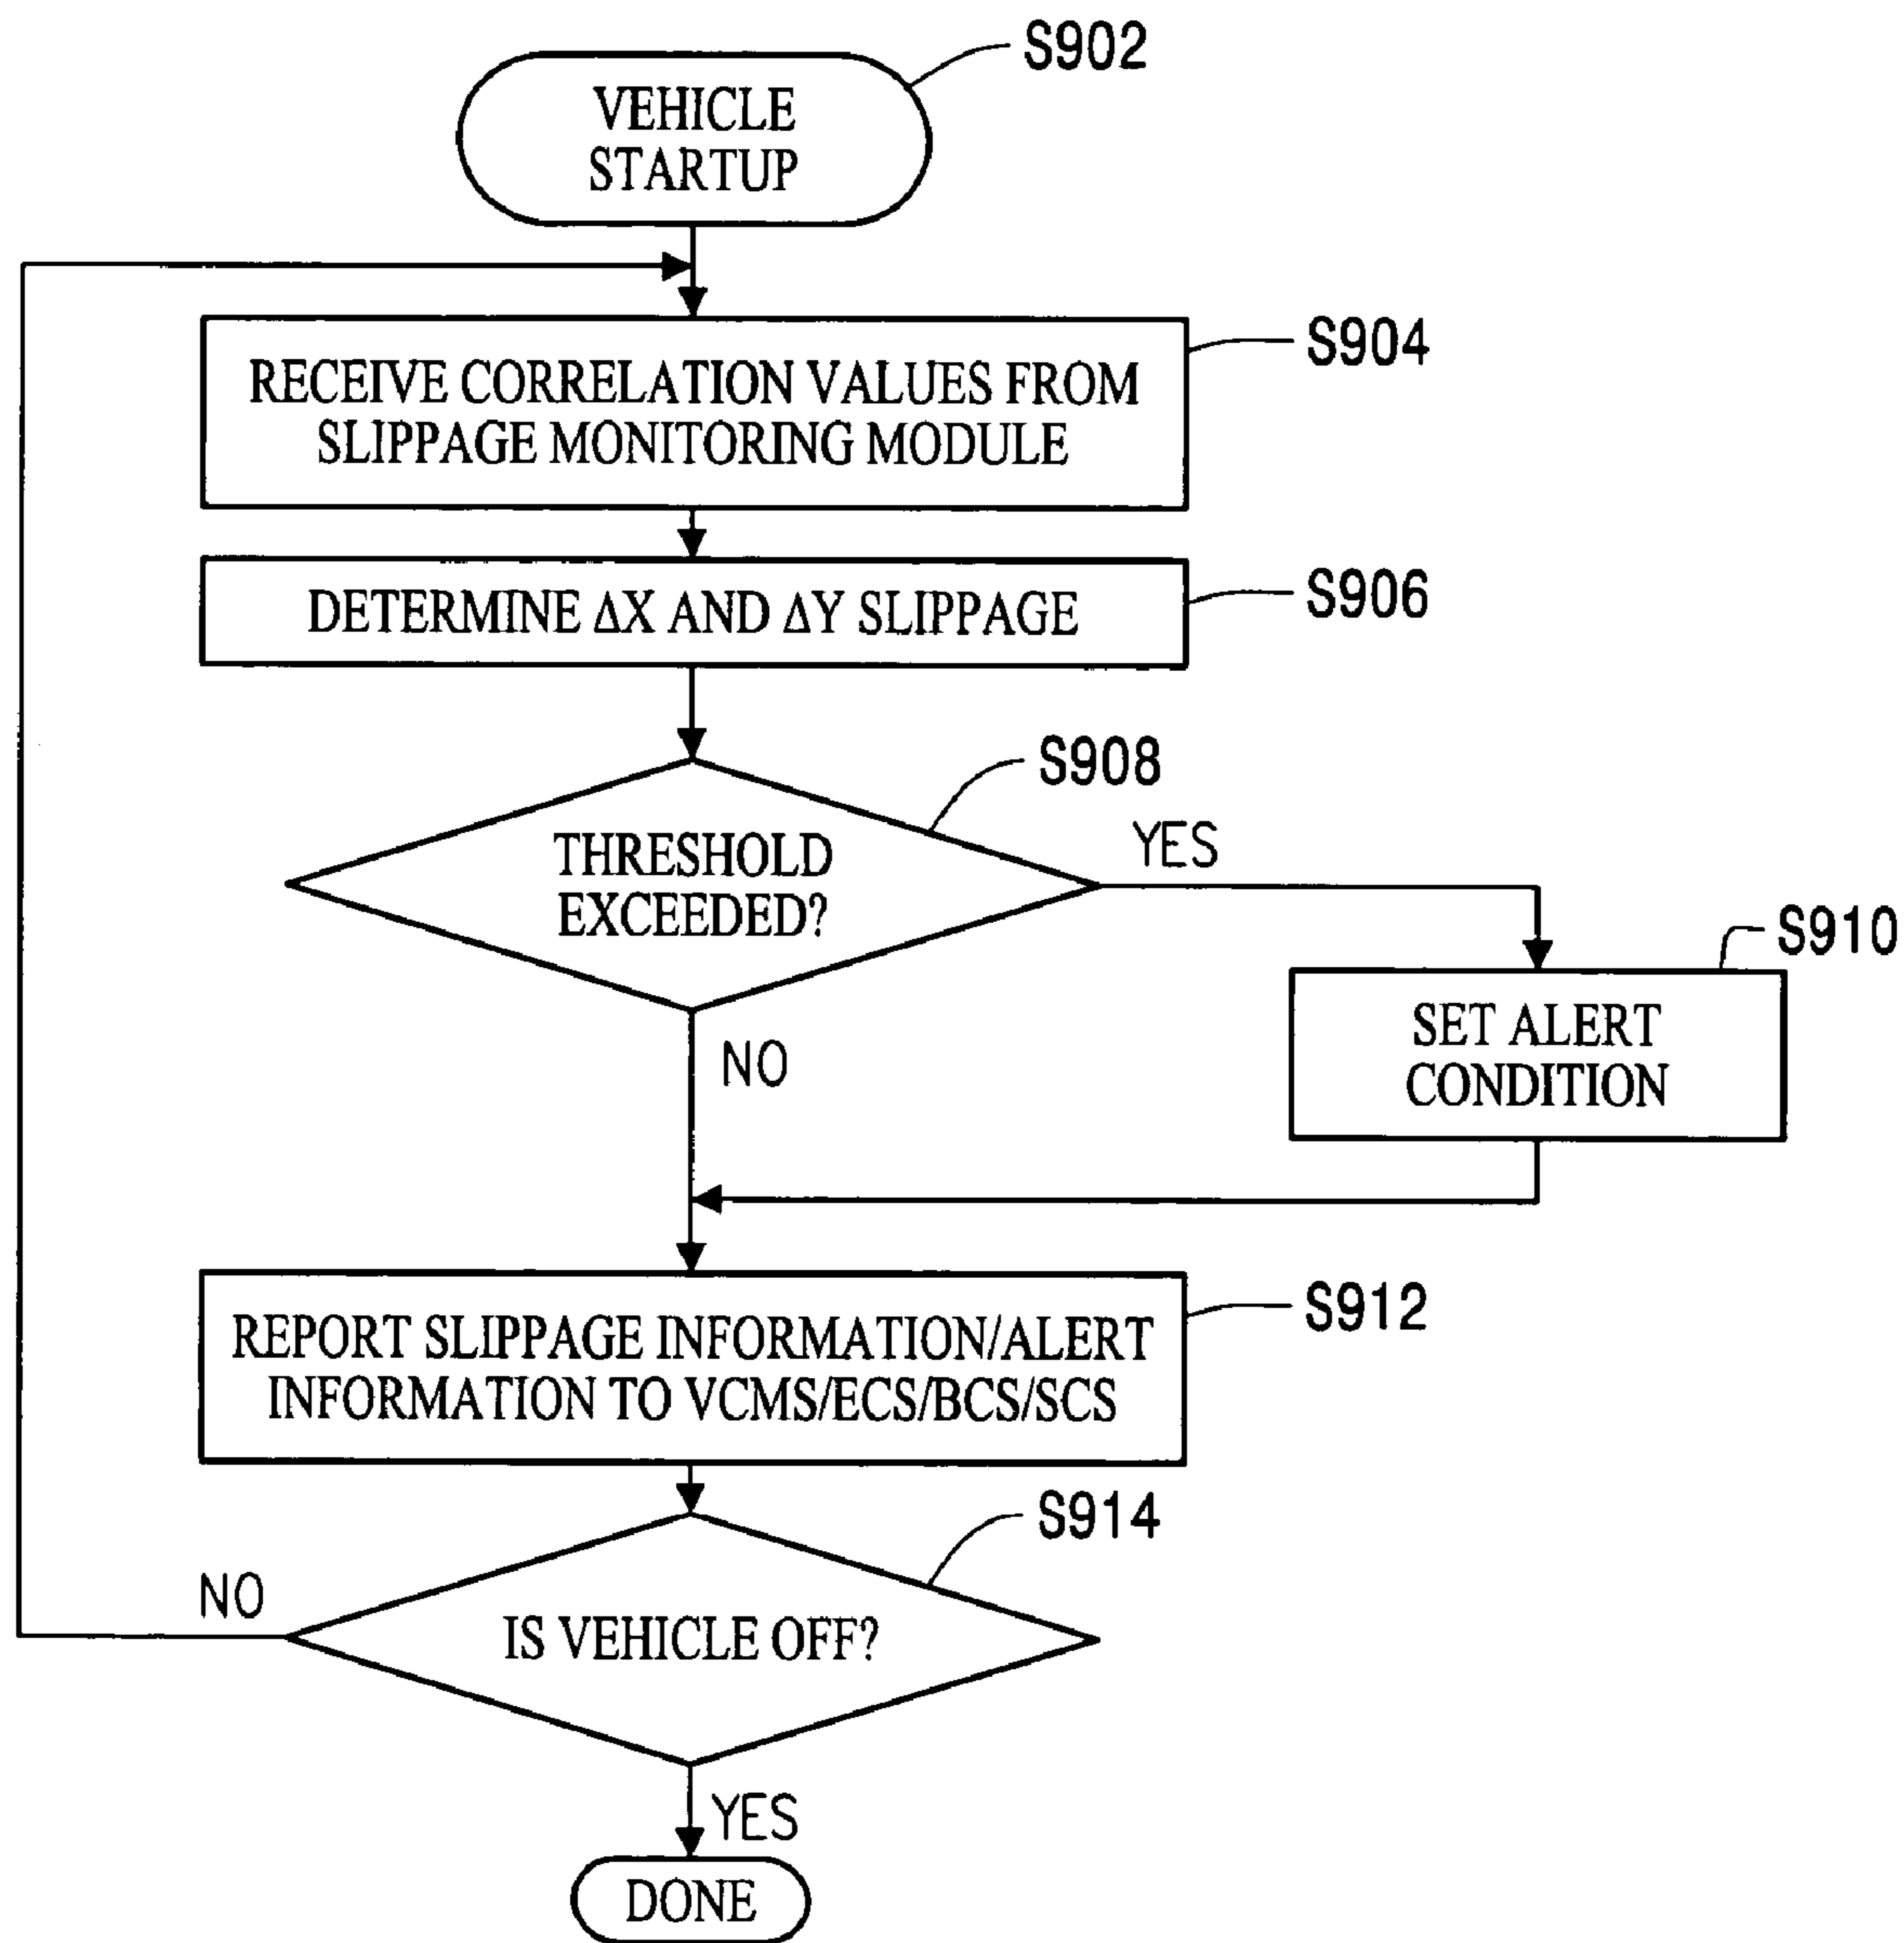 S902
VEHICLE
STARTUP
S904
RECEIVE CORRELATION VALUES FROM
SLIPPAGE MONITORING MODULE
S906
DETERMINE ΔX AND ΔY SLIPPAGE
S908
THRESHOLD
EXCEEDED?
YES
S910
SET ALERT
CONDITION
NO
S912
REPORT SLIPPAGE INFORMATION/ALERT
INFORMATION TO VCMS/ECS/BCS/SCS
S914
NO
IS VEHICLE OFF?
YES
DONE